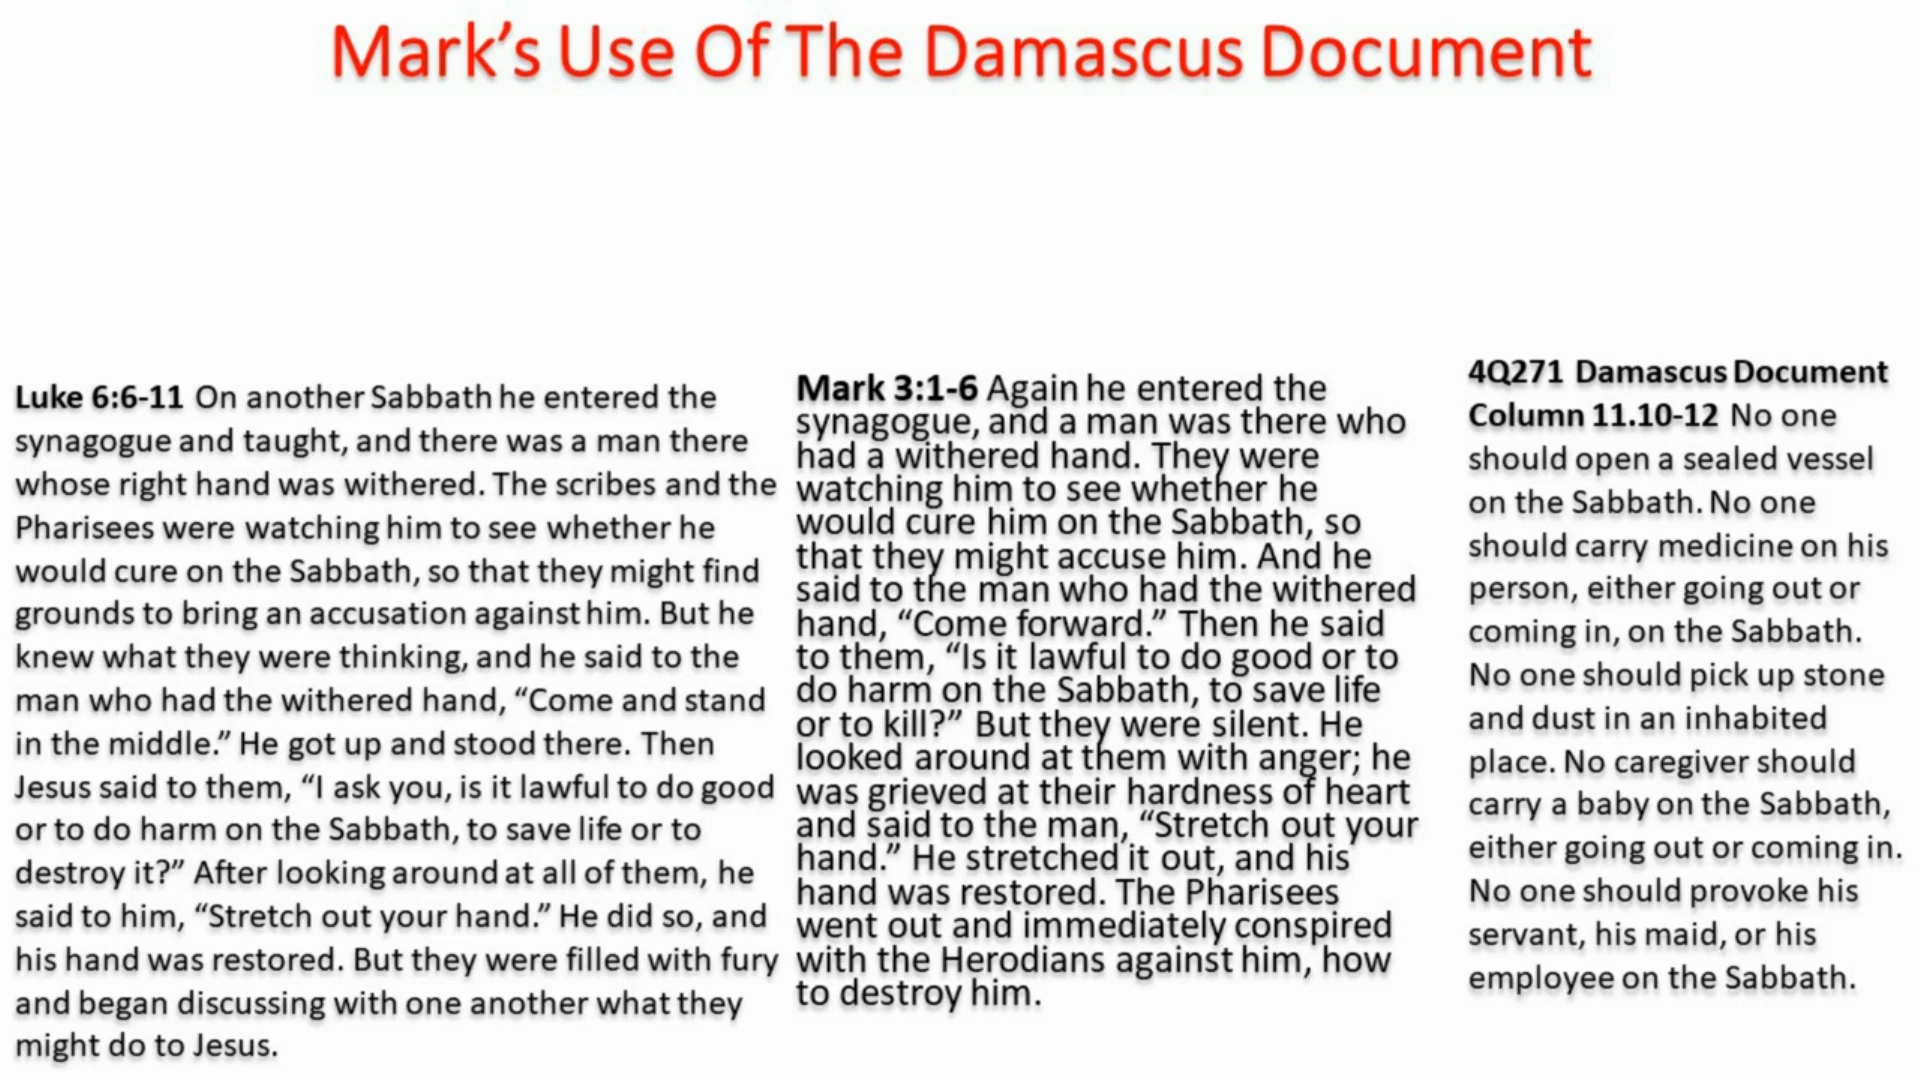 Mark’s Use Of The Damascus Document
Luke 6:6-11 On another Sabbath he entered the
synagogue and taught, and there was a man there
whose right hand was withered. The scribes and the
Pharisees were watching him to see whether he
would cure on the Sabbath, so that they might find
grounds to bring an accusation against him. But he
knew what they were thinking, and he said to the
man who had the withered hand, “Come and stand
in the middle.” He got up and stood there. Then
Jesus said to them, “I ask you, is it lawful to do good
or to do harm on the Sabbath, to save life or to
destroy it?” After looking around at all of them, he
said to him, “Stretch out your hand.” He did so, and
his hand was restored. But they were filled with fury
and began discussing with one another what they
might do to Jesus.
Mark 3:1-6 Again he entered the
synagogue, and a man was there who
had a withered hand. They were
watching him to see whether he
would cure him on the Sabbath, so
that they might accuse him. And he
said to the man who had the withered
hand, “Come forward.” Then he said
to them, “Is it lawful to do good or to
do harm on the Sabbath, to save life
or to kill?” But they were silent. He
looked around at them with anger; he
was grieved at their hardness of heart
and said to the man, “Stretch out your
hand.” He stretched it out, and his
hand was restored. The Pharisees
went out and immediately conspired
with the Herodians against him, how
to destroy him.
4Q271 Damascus Document
Column 11.10-12 No one
should open a sealed vessel
on the Sabbath. No one
should carry medicine on his
person, either going out or
coming in, on the Sabbath.
No one should pick up stone
and dust in an inhabited
place. No caregiver should
carry a baby on the Sabbath,
either going out or coming in.
No one should provoke his
servant, his maid, or his
employee on the Sabbath.